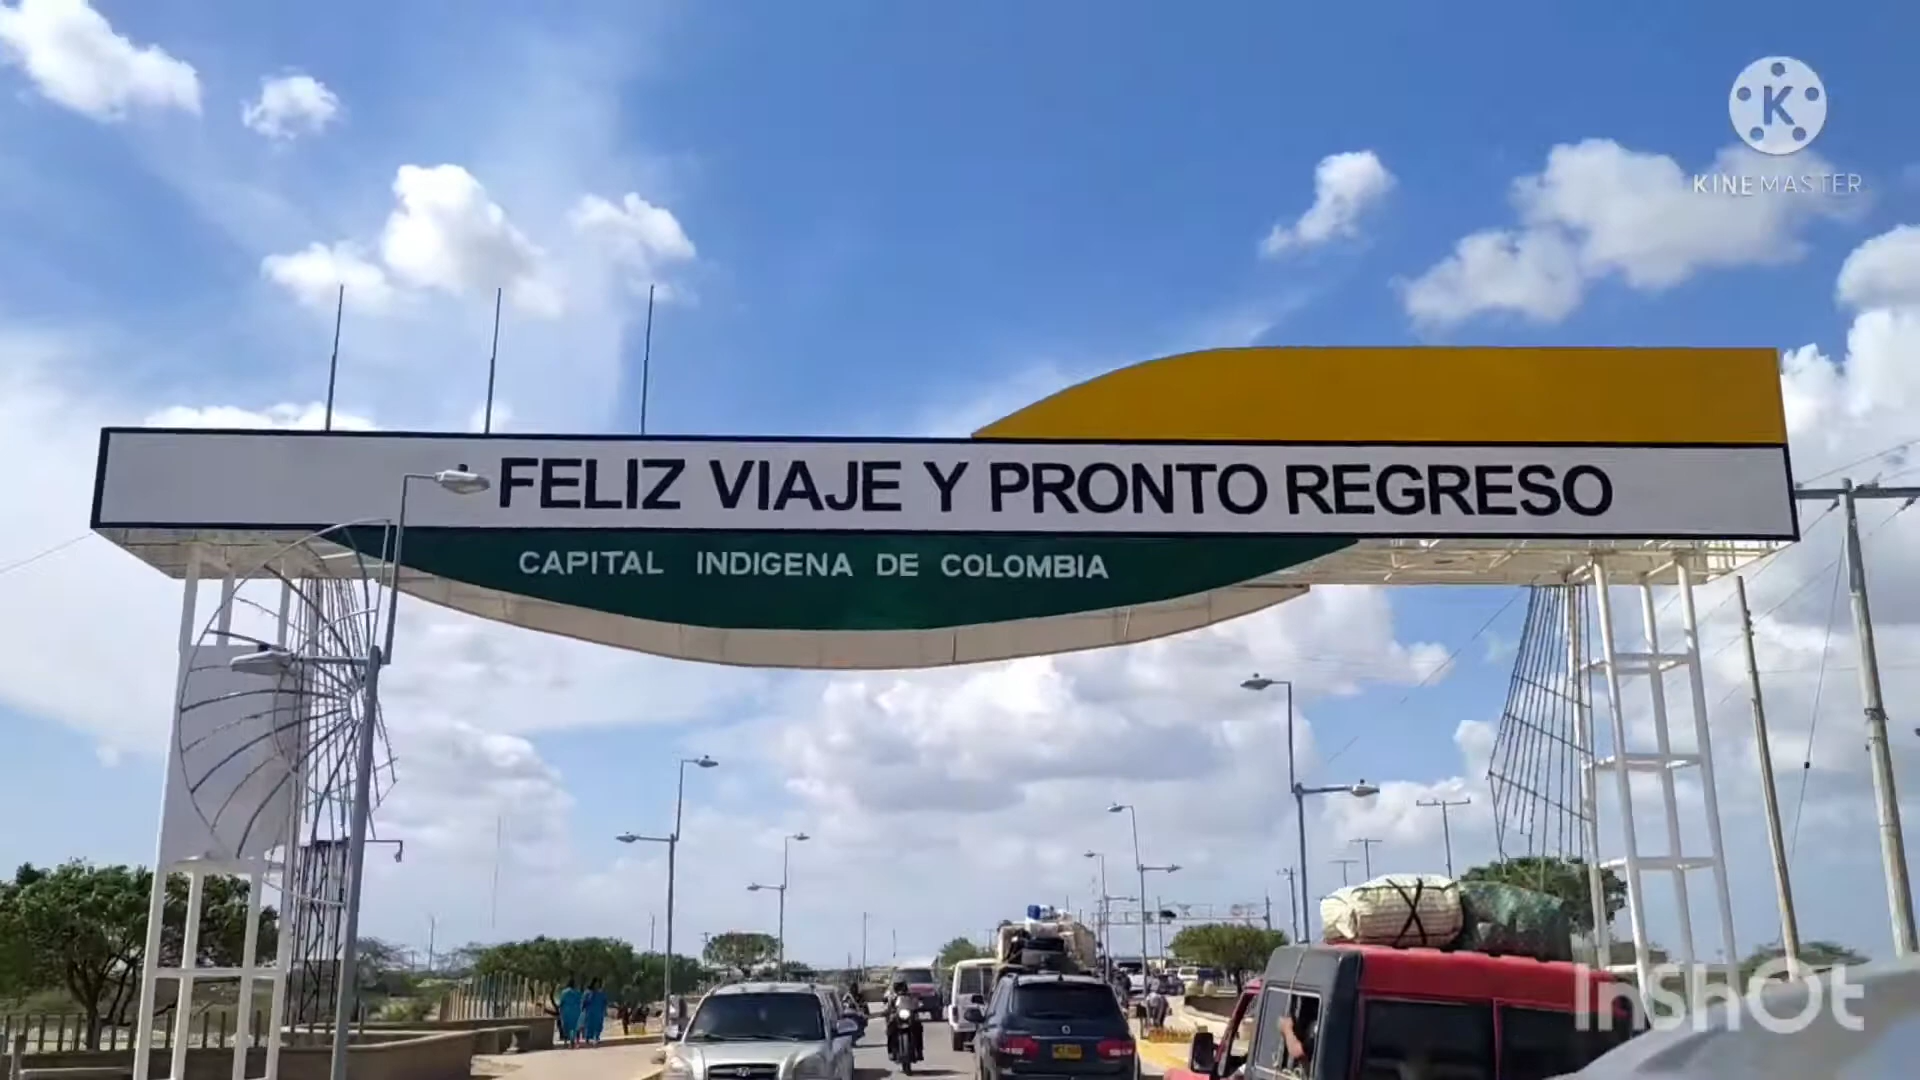 K
KINEMASTER
FELIZ VIAJE Y PRONTO REGRESO
CAPITAL INDIGENA DE COLOMBIA
InShOt